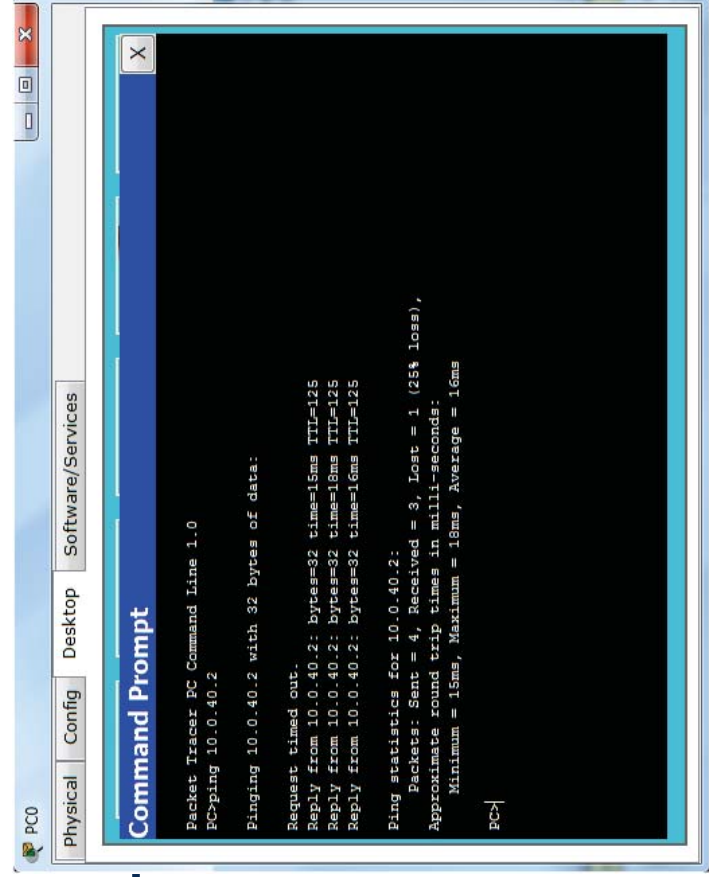 PC0
Physical Config Desktop Software/Services
Command Prompt X
Packet Tracer PC Command Line 1.0
PC>ping 10.0.40.2
Pinging 10.0.40.2 with 32 bytes of data:
Request timed out.
Reply from 10.0.40.2: bytes=32 time=15ms TTL=125
Reply from 10.0.40.2: bytes=32 time=18ms TTL=125
Reply from 10.0.40.2: bytes=32 time=16ms TTL=125
Ping statistics for 10.0.40.2:
Packets: Sent = 4, Received = 3, Lost = 1 (25% loss),
Approximate round trip times in milli-seconds:
Minimum = 15ms, Maximum = 18ms, Average = 16ms
PC>